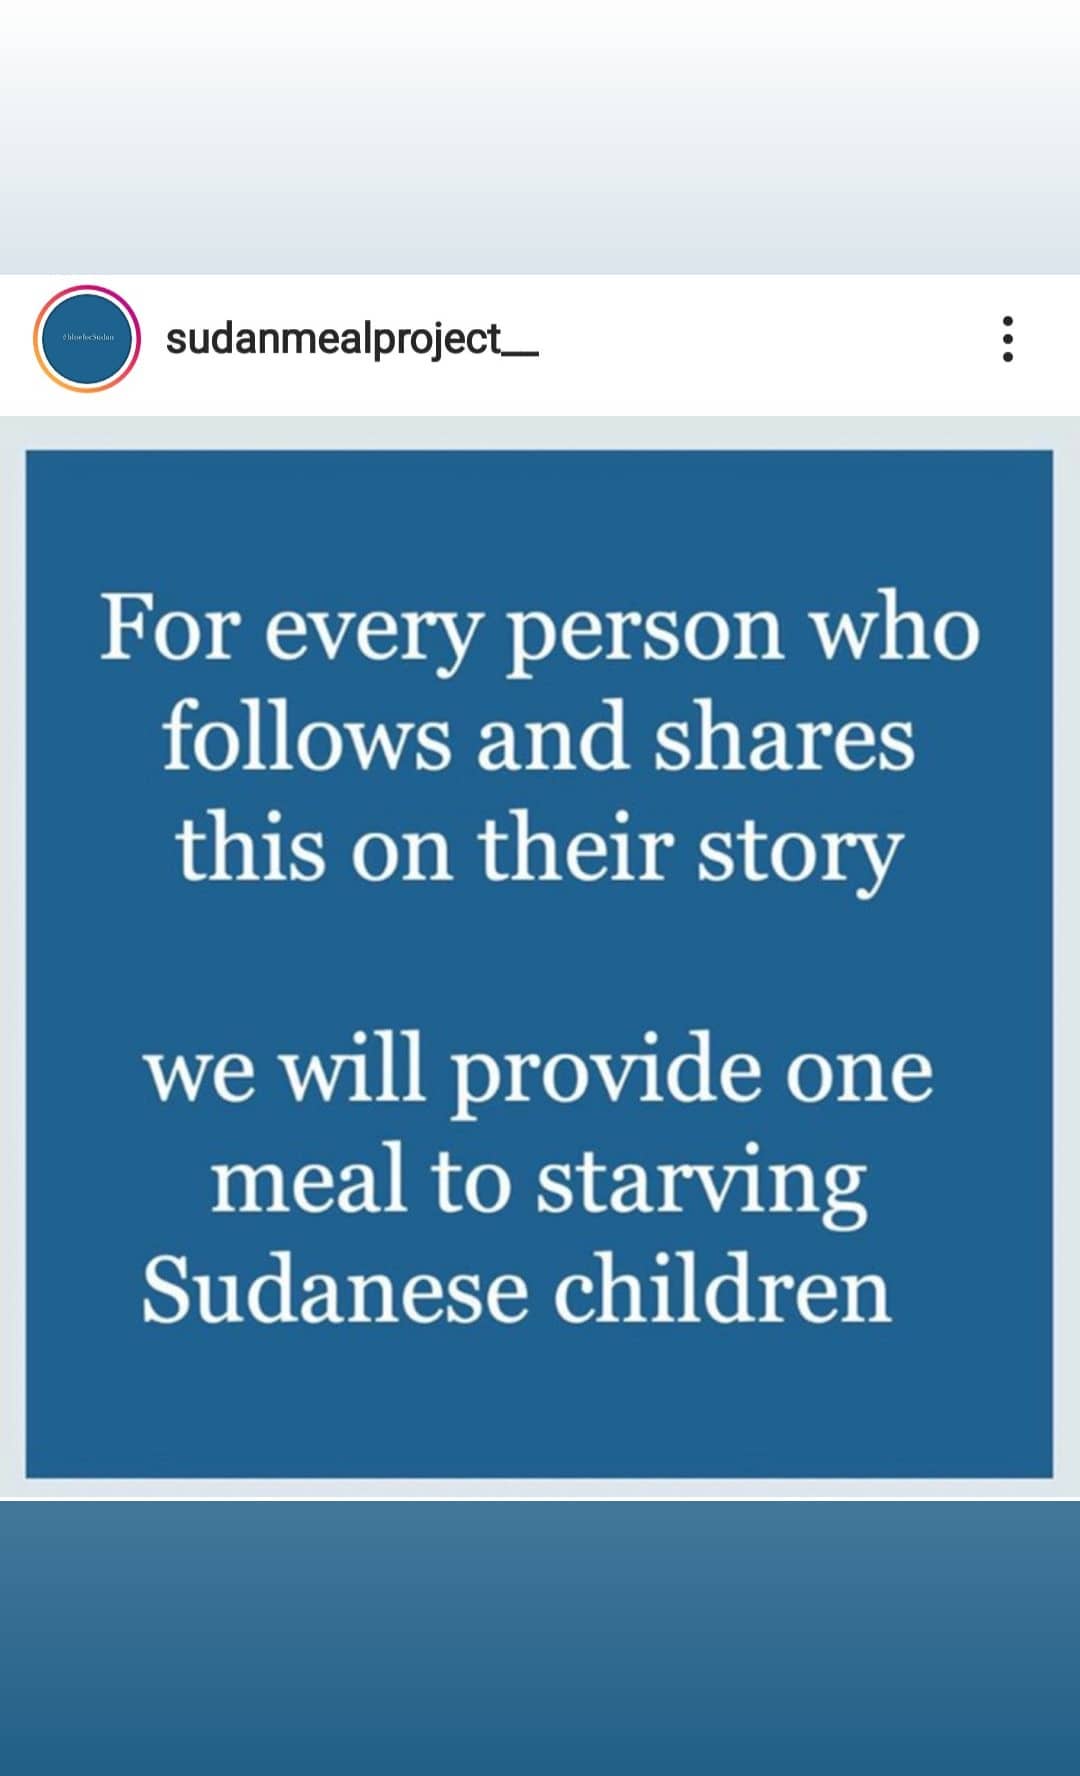 #BlueforSudan
sudanmealproject__
For every person who
follows and shares
this on their story
we will provide one
meal to starving
Sudanese children